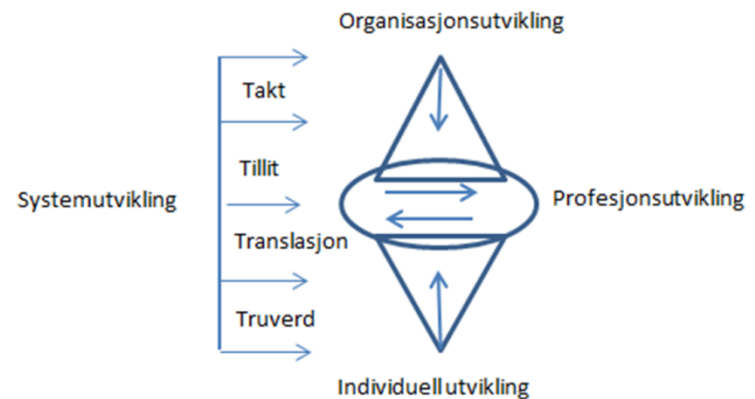 Organisasjonsutvikling
Takt
Tillit
Systemutvikling
Profesjonsutvikling
Translasjon
Truverd
Individuell utvikling